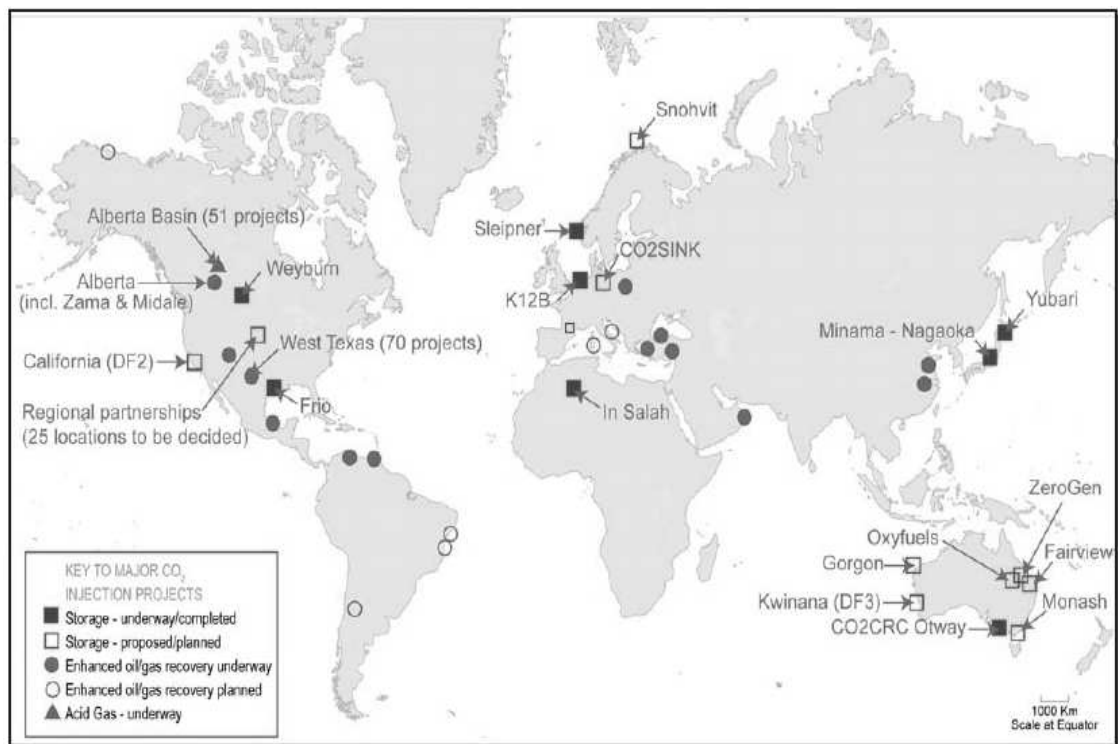 Snohvit
Alberta Basin (51 projects)
Sleipner
CO2SINK
Weyburn
Alberta
(incl. Zama & Midale)
K12B
Yubari
Minama - Nagaoka
West Texas (70 projects)
California (DF2)
Regional partnerships
(25 locations to be decided)
Frio
In Salah
ZeroGen
Oxyfuels
Fairview
Gorgon
Kwinana (DF3)
Monash
CO2CRC Otway
KEY TO MAJOR CO₂
INJECTION PROJECTS
Storage - underway/completed
Storage - proposed/planned
Enhanced oil/gas recovery underway
Enhanced oil/gas recovery planned
Acid Gas - underway
1000 Km
Scale at Equator